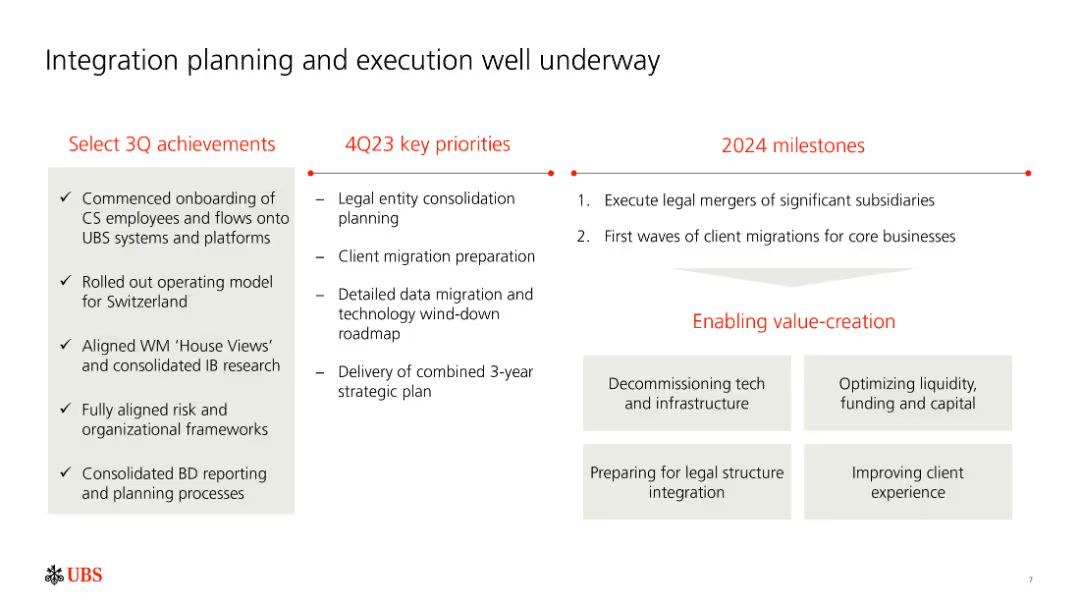 Integration planning and execution well underway
Select 3Q achievements
✓ Commenced onboarding of
CS employees and flows onto
UBS systems and platforms
✓ Rolled out operating model
for Switzerland
✓ Aligned WM ‘House Views’
and consolidated IB research
✓ Fully aligned risk and
organizational frameworks
✓ Consolidated BD reporting
and planning processes
4Q23 key priorities
– Legal entity consolidation
planning
– Client migration preparation
– Detailed data migration and
technology wind-down
roadmap
– Delivery of combined 3-year
strategic plan
2024 milestones
1. Execute legal mergers of significant subsidiaries
2. First waves of client migrations for core businesses
Enabling value-creation
Decommissioning tech
and infrastructure
Optimizing liquidity,
funding and capital
Preparing for legal structure
integration
Improving client
experience
UBS
7